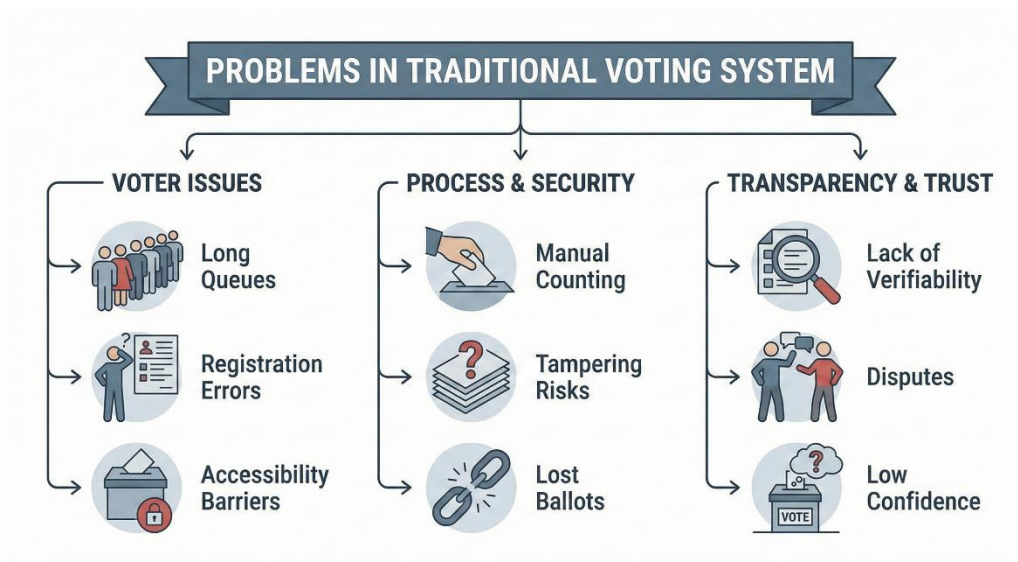 PROBLEMS IN TRADITIONAL VOTING SYSTEM
VOTER ISSUES
Long
Queues
?
Registration
Errors
Accessibility
Barriers
PROCESS & SECURITY
Manual
Counting
?
Tampering
Risks
Lost
Ballots
TRANSPARENCY & TRUST
Lack of
Verifiability
Disputes
?
VOTE
Low
Confidence